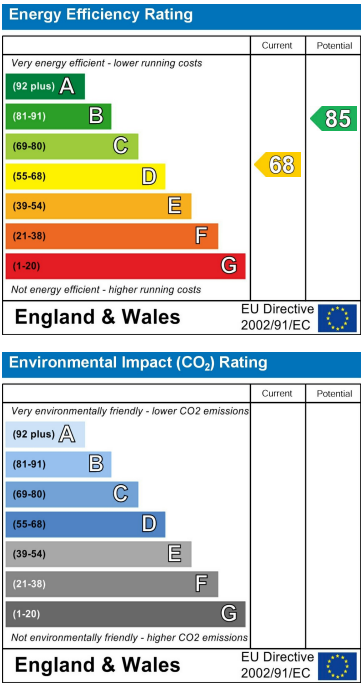 Energy Efficiency Rating
Current Potential
Very energy efficient - lower running costs
(92 plus) A
(81-91) B
85
(69-80) C
68
(55-68) D
(39-54) E
(21-38) F
(1-20) G
Not energy efficient - higher running costs
England & Wales
EU Directive
2002/91/EC
Environmental Impact (CO₂) Rating
Current Potential
Very environmentally friendly - lower CO2 emissions
(92 plus) A
(81-91) B
(69-80) C
(55-68) D
(39-54) E
(21-38) F
(1-20) G
Not environmentally friendly - higher CO2 emissions
England & Wales
EU Directive
2002/91/EC